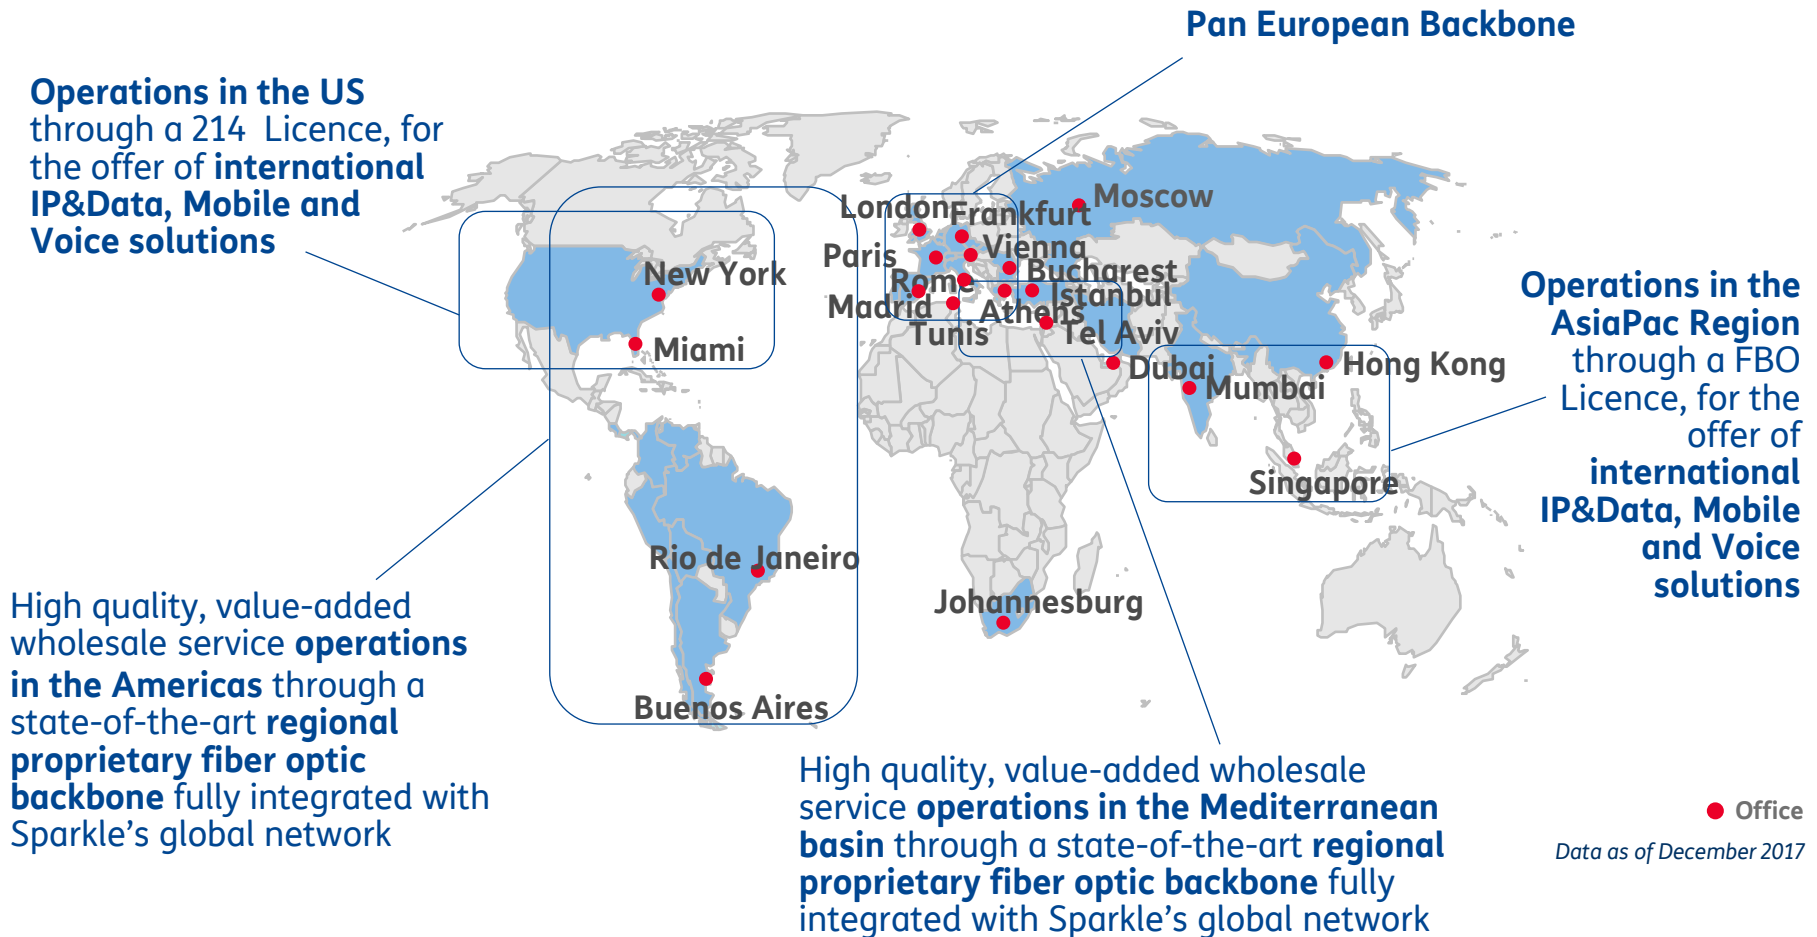 Pan European Backbone
Operations in the US
through a 214 Licence, for
the offer of international
IP&Data, Mobile and
Voice solutions
Moscow
London
Frankfurt
Paris
Vienna
Bucharest
Rome
Madrid
Istanbul
Athens
Tunis
Tel Aviv
New York
Miami
Dubai
Mumbai
Hong Kong
Singapore
Operations in the
AsiaPac Region
through a FBO
Licence, for the
offer of
international
IP&Data, Mobile
and Voice
solutions
Rio de Janeiro
Johannesburg
Buenos Aires
High quality, value-added
wholesale service operations
in the Americas through a
state-of-the-art regional
proprietary fiber optic
backbone fully integrated with
Sparkle's global network
High quality, value-added wholesale
service operations in the Mediterranean
basin through a state-of-the-art regional
proprietary fiber optic backbone fully
integrated with Sparkle's global network
Office
Data as of December 2017